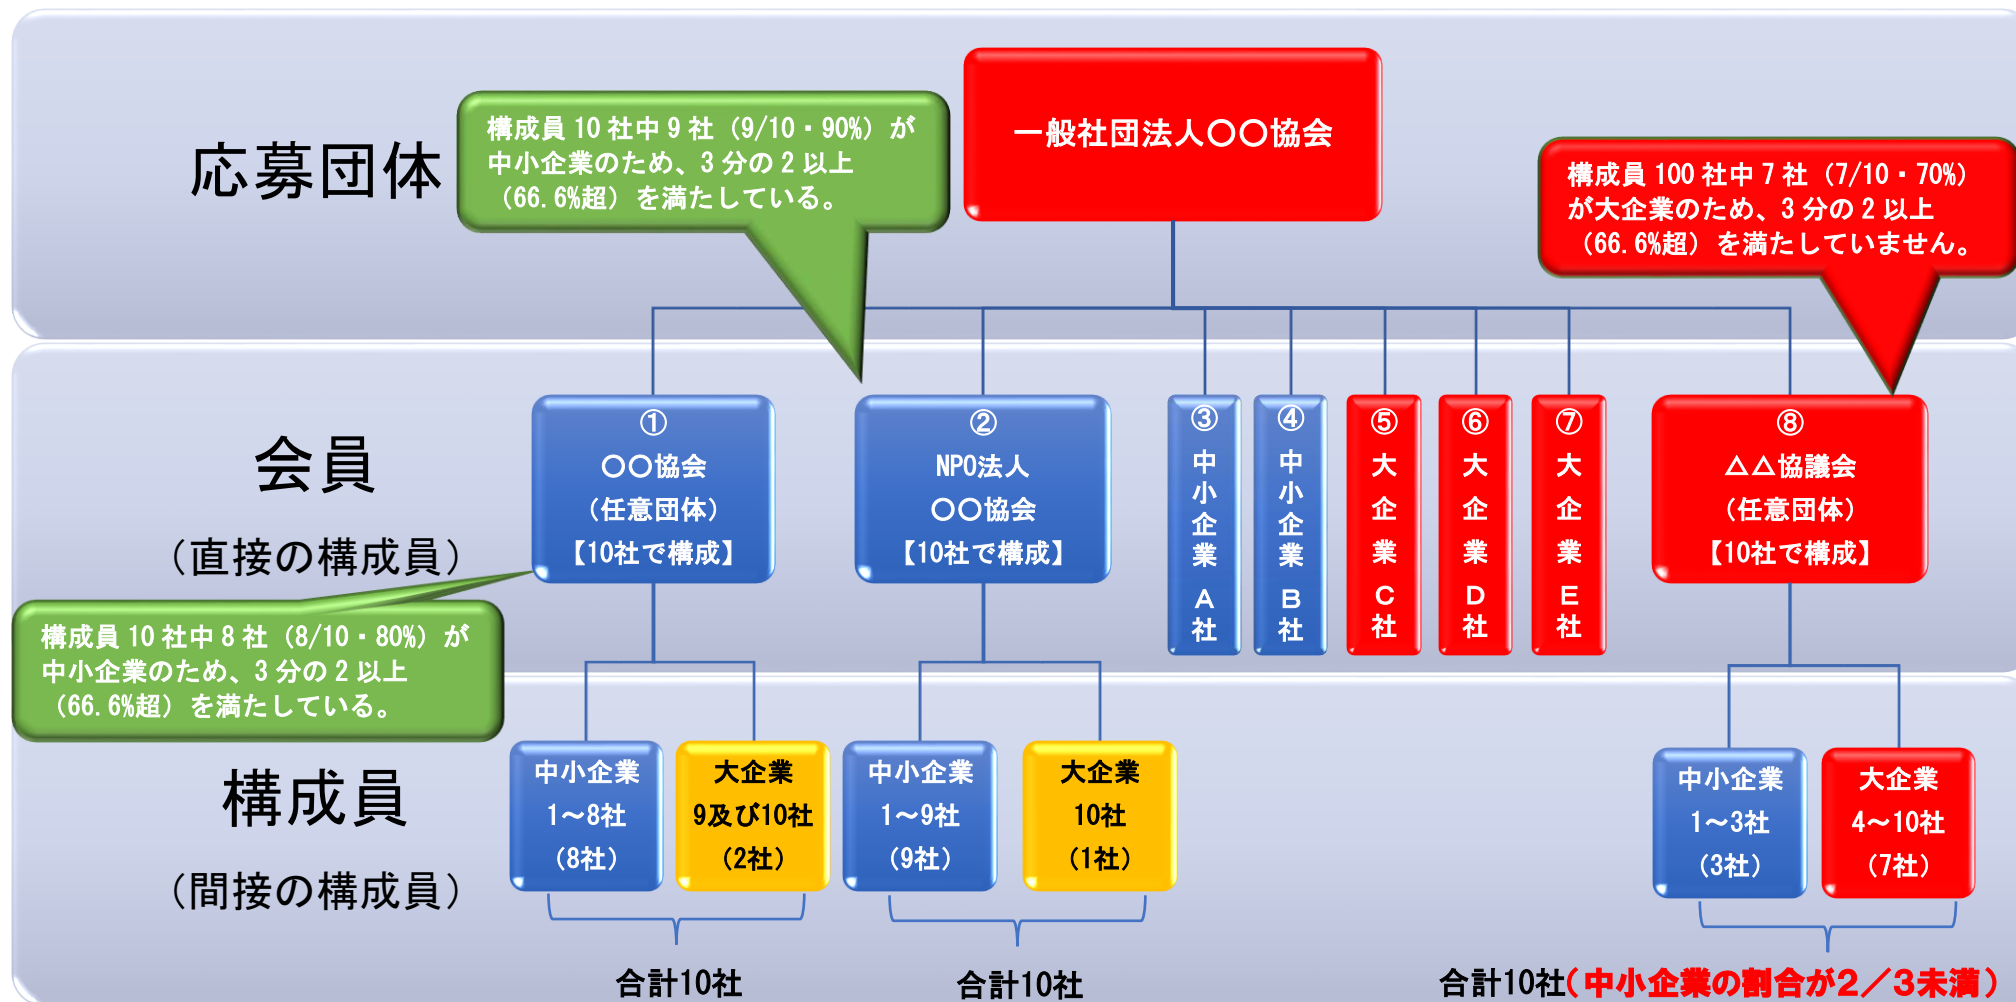 応募団体
構成員 10 社中 9 社（9/10・90%）が
中小企業のため、3 分の 2 以上
（66.6%超）を満たしている。
一般社団法人〇〇協会
構成員 100 社中 7 社（7/10・70%）
が大企業のため、3 分の 2 以上
（66.6%超）を満たしていません。
会員
（直接の構成員）
①
〇〇協会
（任意団体）
【10社で構成】
②
NPO法人
〇〇協会
【10社で構成】
③
中
小
企
業
A
社
④
中
小
企
業
B
社
⑤
大
企
業
C
社
⑥
大
企
業
D
社
⑦
大
企
業
E
社
⑧
△△協議会
（任意団体）
【10社で構成】
構成員 10 社中 8 社（8/10・80%）が
中小企業のため、3 分の 2 以上
（66.6%超）を満たしている。
構成員
（間接の構成員）
中小企業
1～8社
（8社）
大企業
9及び10社
（2社）
中小企業
1～9社
（9社）
大企業
10社
（1社）
中小企業
1～3社
（3社）
大企業
4～10社
（7社）
合計10社
合計10社
合計10社（中小企業の割合が２／３未満）